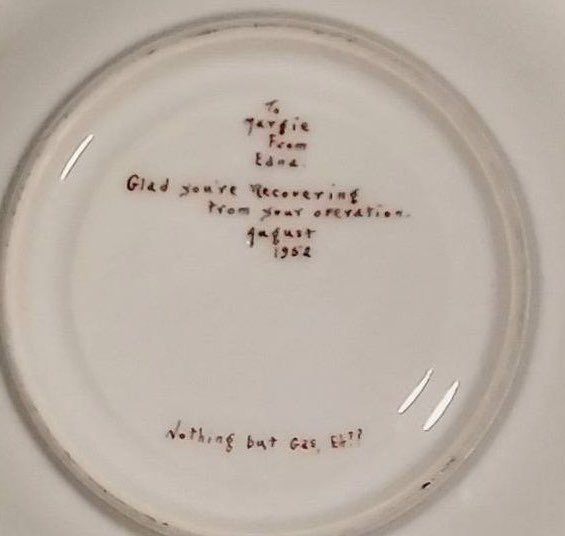 To
Margie
From
Edna.
Glad you're Recovering
from your operation.
August
1952
Nothing but Gas, Eh??